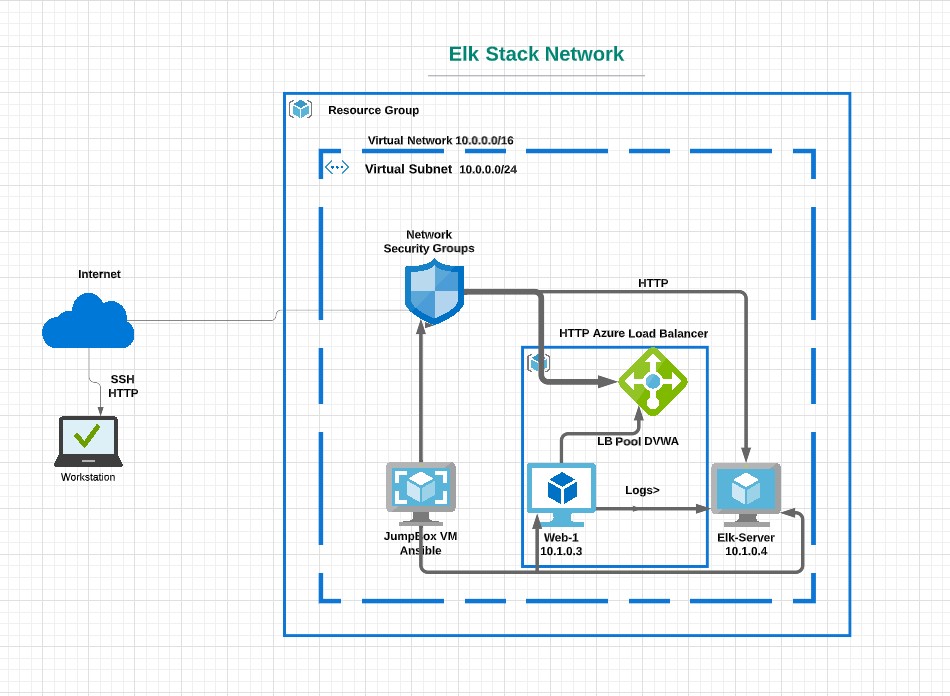 Elk Stack Network
Resource Group
Virtual Network 10.0.0.0/16
Virtual Subnet 10.0.0.0/24
Network
Security Groups
Internet
HTTP
HTTP Azure Load Balancer
SSH
HTTP
LB Pool DVWA
Workstation
Logs>
JumpBox VM
Ansible
Web-1
10.1.0.3
Elk-Server
10.1.0.4